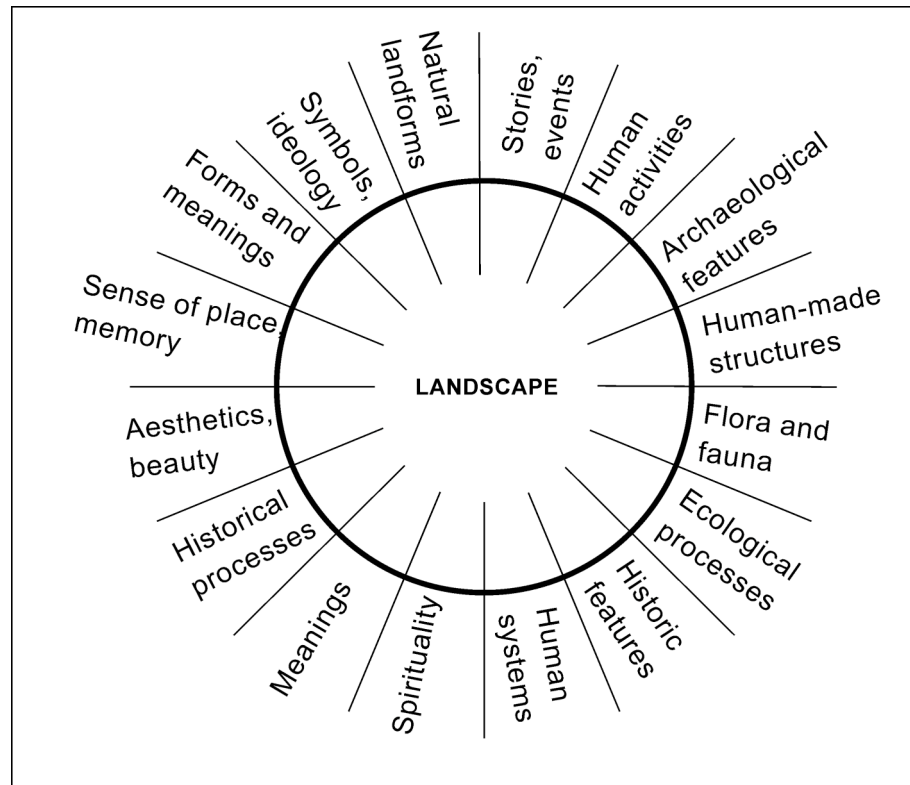 Natural
landforms
Stories,
events
Human
activities
Archaeological
features
Human-made
structures
Flora and
fauna
Ecological
processes
Historic
features
Human
systems
Spirituality
Meanings
Historical
processes
Aesthetics,
beauty
Sense of place,
memory
Forms and
meanings
Symbols,
ideology
LANDSCAPE